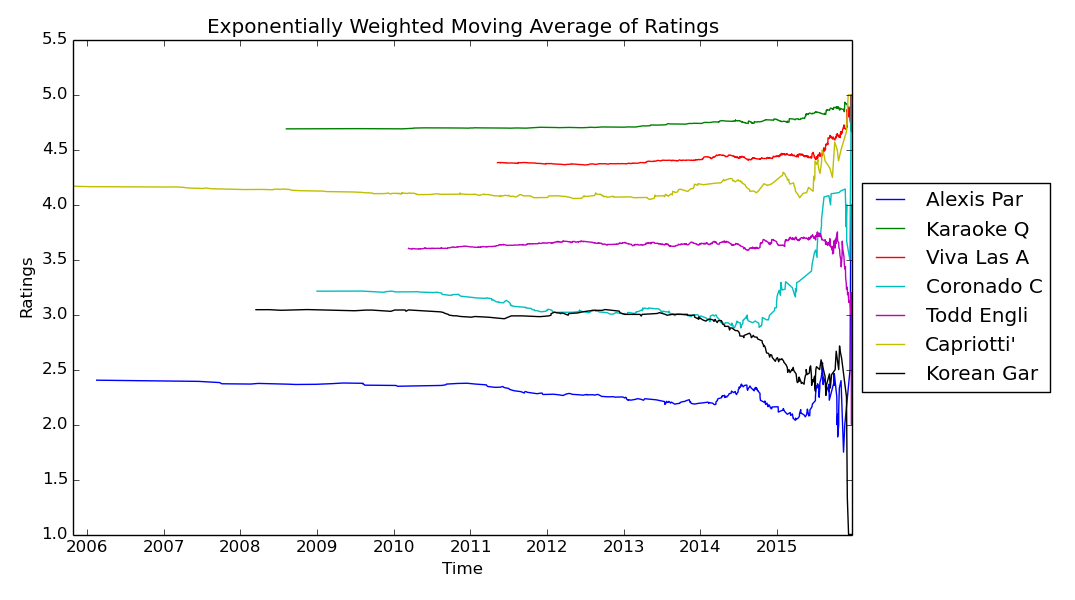 Exponentially Weighted Moving Average of Ratings
5.5
5.0
4.5
4.0
3.5
3.0
2.5
2.0
1.0
Ratings
2006 2007 2008 2009 2010 2011 2012 2013 2014 2015
Time
Alexis Par
Karaoke Q
Viva Las A
Coronado C
Todd Engli
Capriotti'
Korean Gar